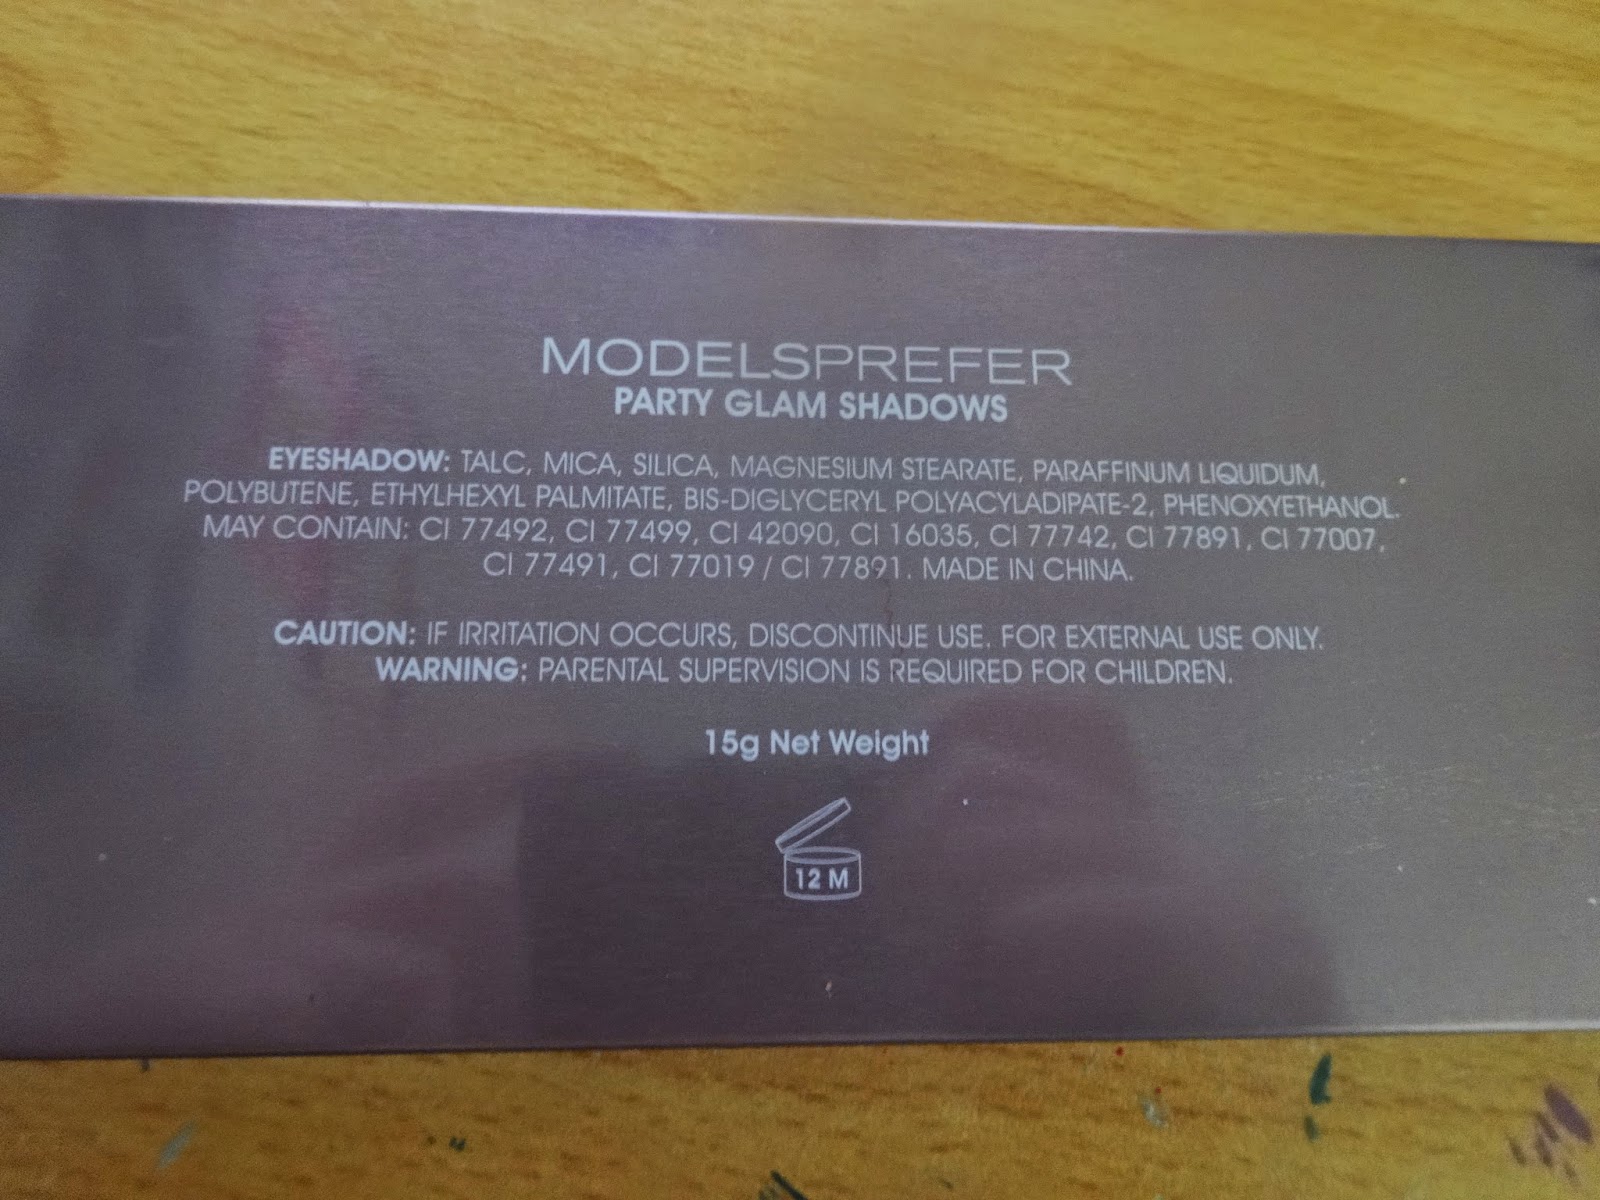 MODELSPREFER
PARTY GLAM SHADOWS
EYESHADOW: TALC, MICA, SILICA, MAGNESIUM STEARATE, PARAFFINUM LIQUIDUM,
POLYBUTENE, ETHYLHEXYL PALMITATE, BIS-DIGLYCERYL POLYACYLADIPATE-2, PHENOXYETHANOL.
MAY CONTAIN: CI 77492, CI 77499, CI 42090, CI 16035, CI 77742, CI 77891, CI 77007,
CI 77491, CI 77019 / CI 77891. MADE IN CHINA.
CAUTION: IF IRRITATION OCCURS, DISCONTINUE USE. FOR EXTERNAL USE ONLY.
WARNING: PARENTAL SUPERVISION IS REQUIRED FOR CHILDREN.
15g Net Weight
12 M